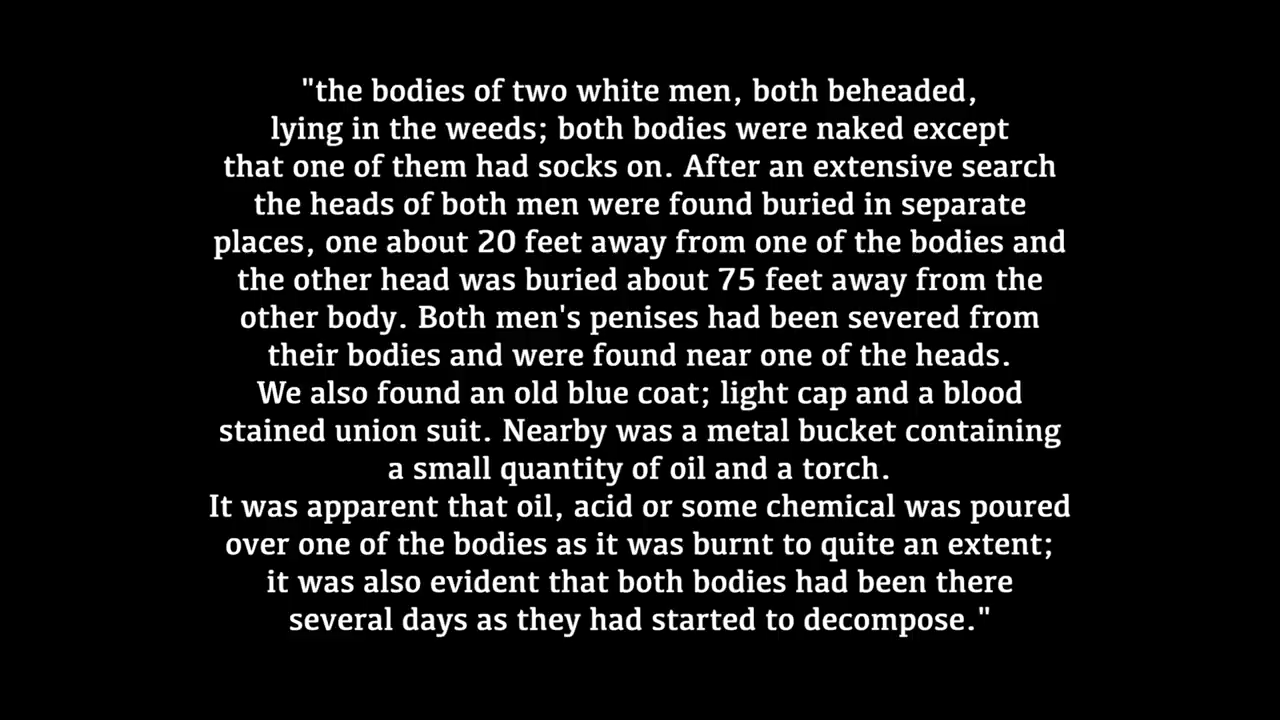 "the bodies of two white men, both beheaded,
lying in the weeds; both bodies were naked except
that one of them had socks on. After an extensive search
the heads of both men were found buried in separate
places, one about 20 feet away from one of the bodies and
the other head was buried about 75 feet away from the
other body. Both men's penises had been severed from
their bodies and were found near one of the heads.
We also found an old blue coat; light cap and a blood
stained union suit. Nearby was a metal bucket containing
a small quantity of oil and a torch.
It was apparent that oil, acid or some chemical was poured
over one of the bodies as it was burnt to quite an extent;
it was also evident that both bodies had been there
several days as they had started to decompose."